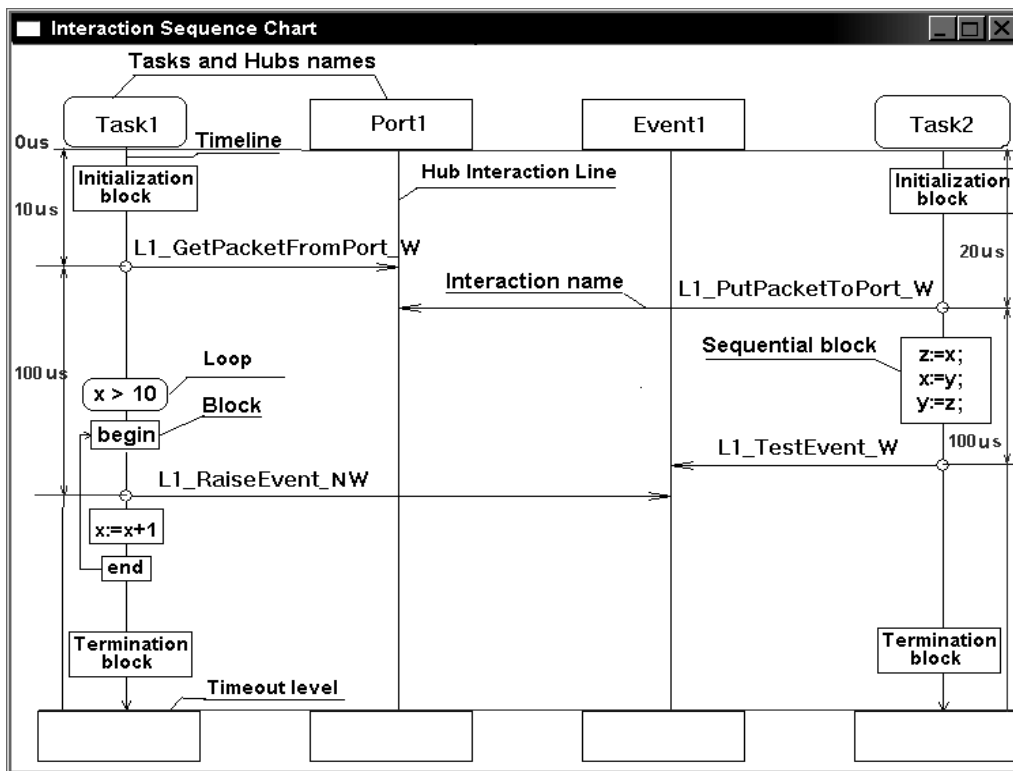 Interaction Sequence Chart
Tasks and Hubs names
Task1
Port1
Event1
Task2
0us
Timeline
Initialization
block
Hub Interaction Line
Initialization
block
10us
L1_GetPacketFromPort_W
20us
Interaction name
L1_PutPacketToPort_W
Sequential block
z:=x;
x:=y;
y:=z;
Loop
100us
x > 10
Block
begin
L1_TestEvent_W
100us
L1_RaiseEvent_NW
x:=x+1
end
Termination
block
Termination
block
Timeout level